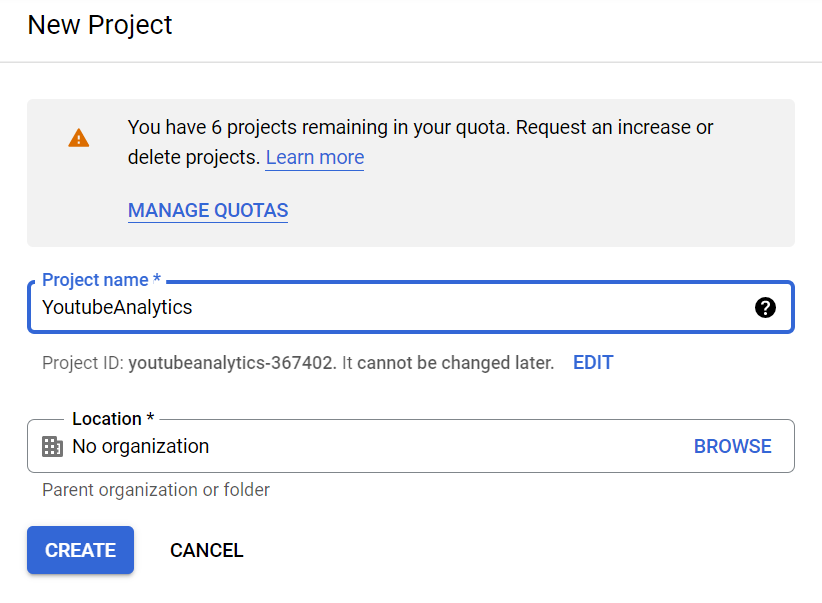 New Project
You have 6 projects remaining in your quota. Request an increase or
delete projects. Learn more
MANAGE QUOTAS
Project name *
YoutubeAnalytics
Project ID: youtubeanalytics-367402. It cannot be changed later. EDIT
Location *
No organization BROWSE
Parent organization or folder
CREATE CANCEL